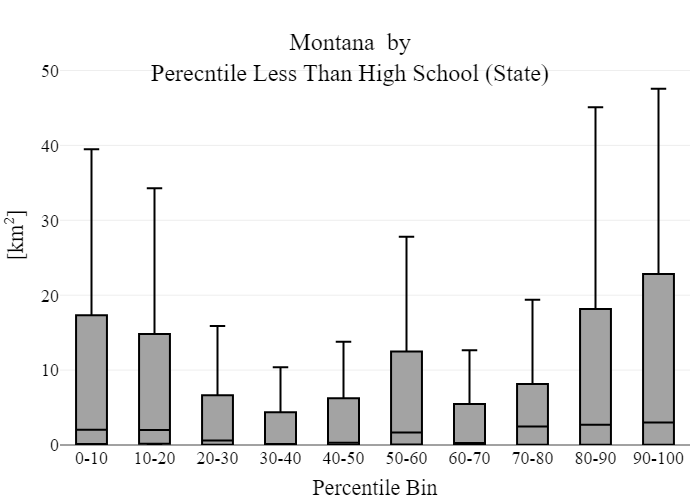 Montana by
Perecntile Less Than High School (State)
50
40
30
20
10
0
[km²]
0-10 10-20 20-30 30-40 40-50 50-60 60-70 70-80 80-90 90-100
Percentile Bin